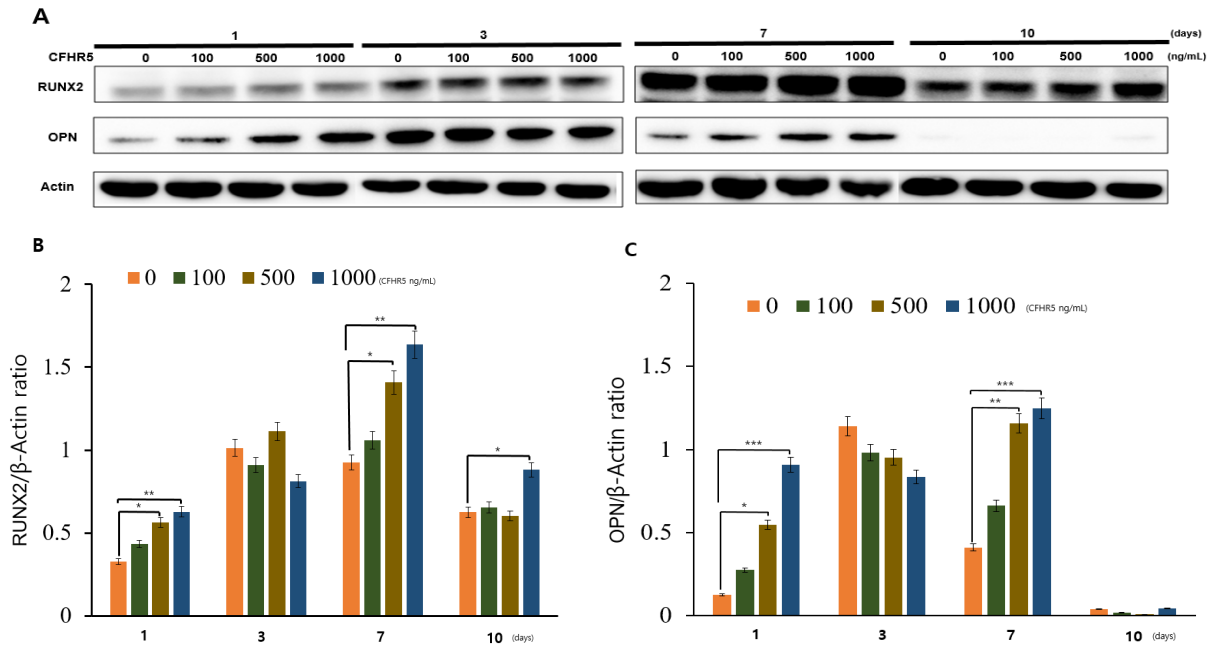 A
1 3 7 10 (days)
CFHR5 0 100 500 1000 0 100 500 1000 0 100 500 1000 0 100 500 1000 (ng/mL)
RUNX2
OPN
Actin
B
0 100 500 1000 (CFHR5 ng/mL)
RUNX2/β-Actin ratio
2
1.5
1
0.5
0
** *
** *
*
1 3 7 10 (days)
C
0 100 500 1000 (CFHR5 ng/mL)
OPN/β-Actin ratio
2
1.5
1
0.5
0
*** *
*** **
1 3 7 10 (days)